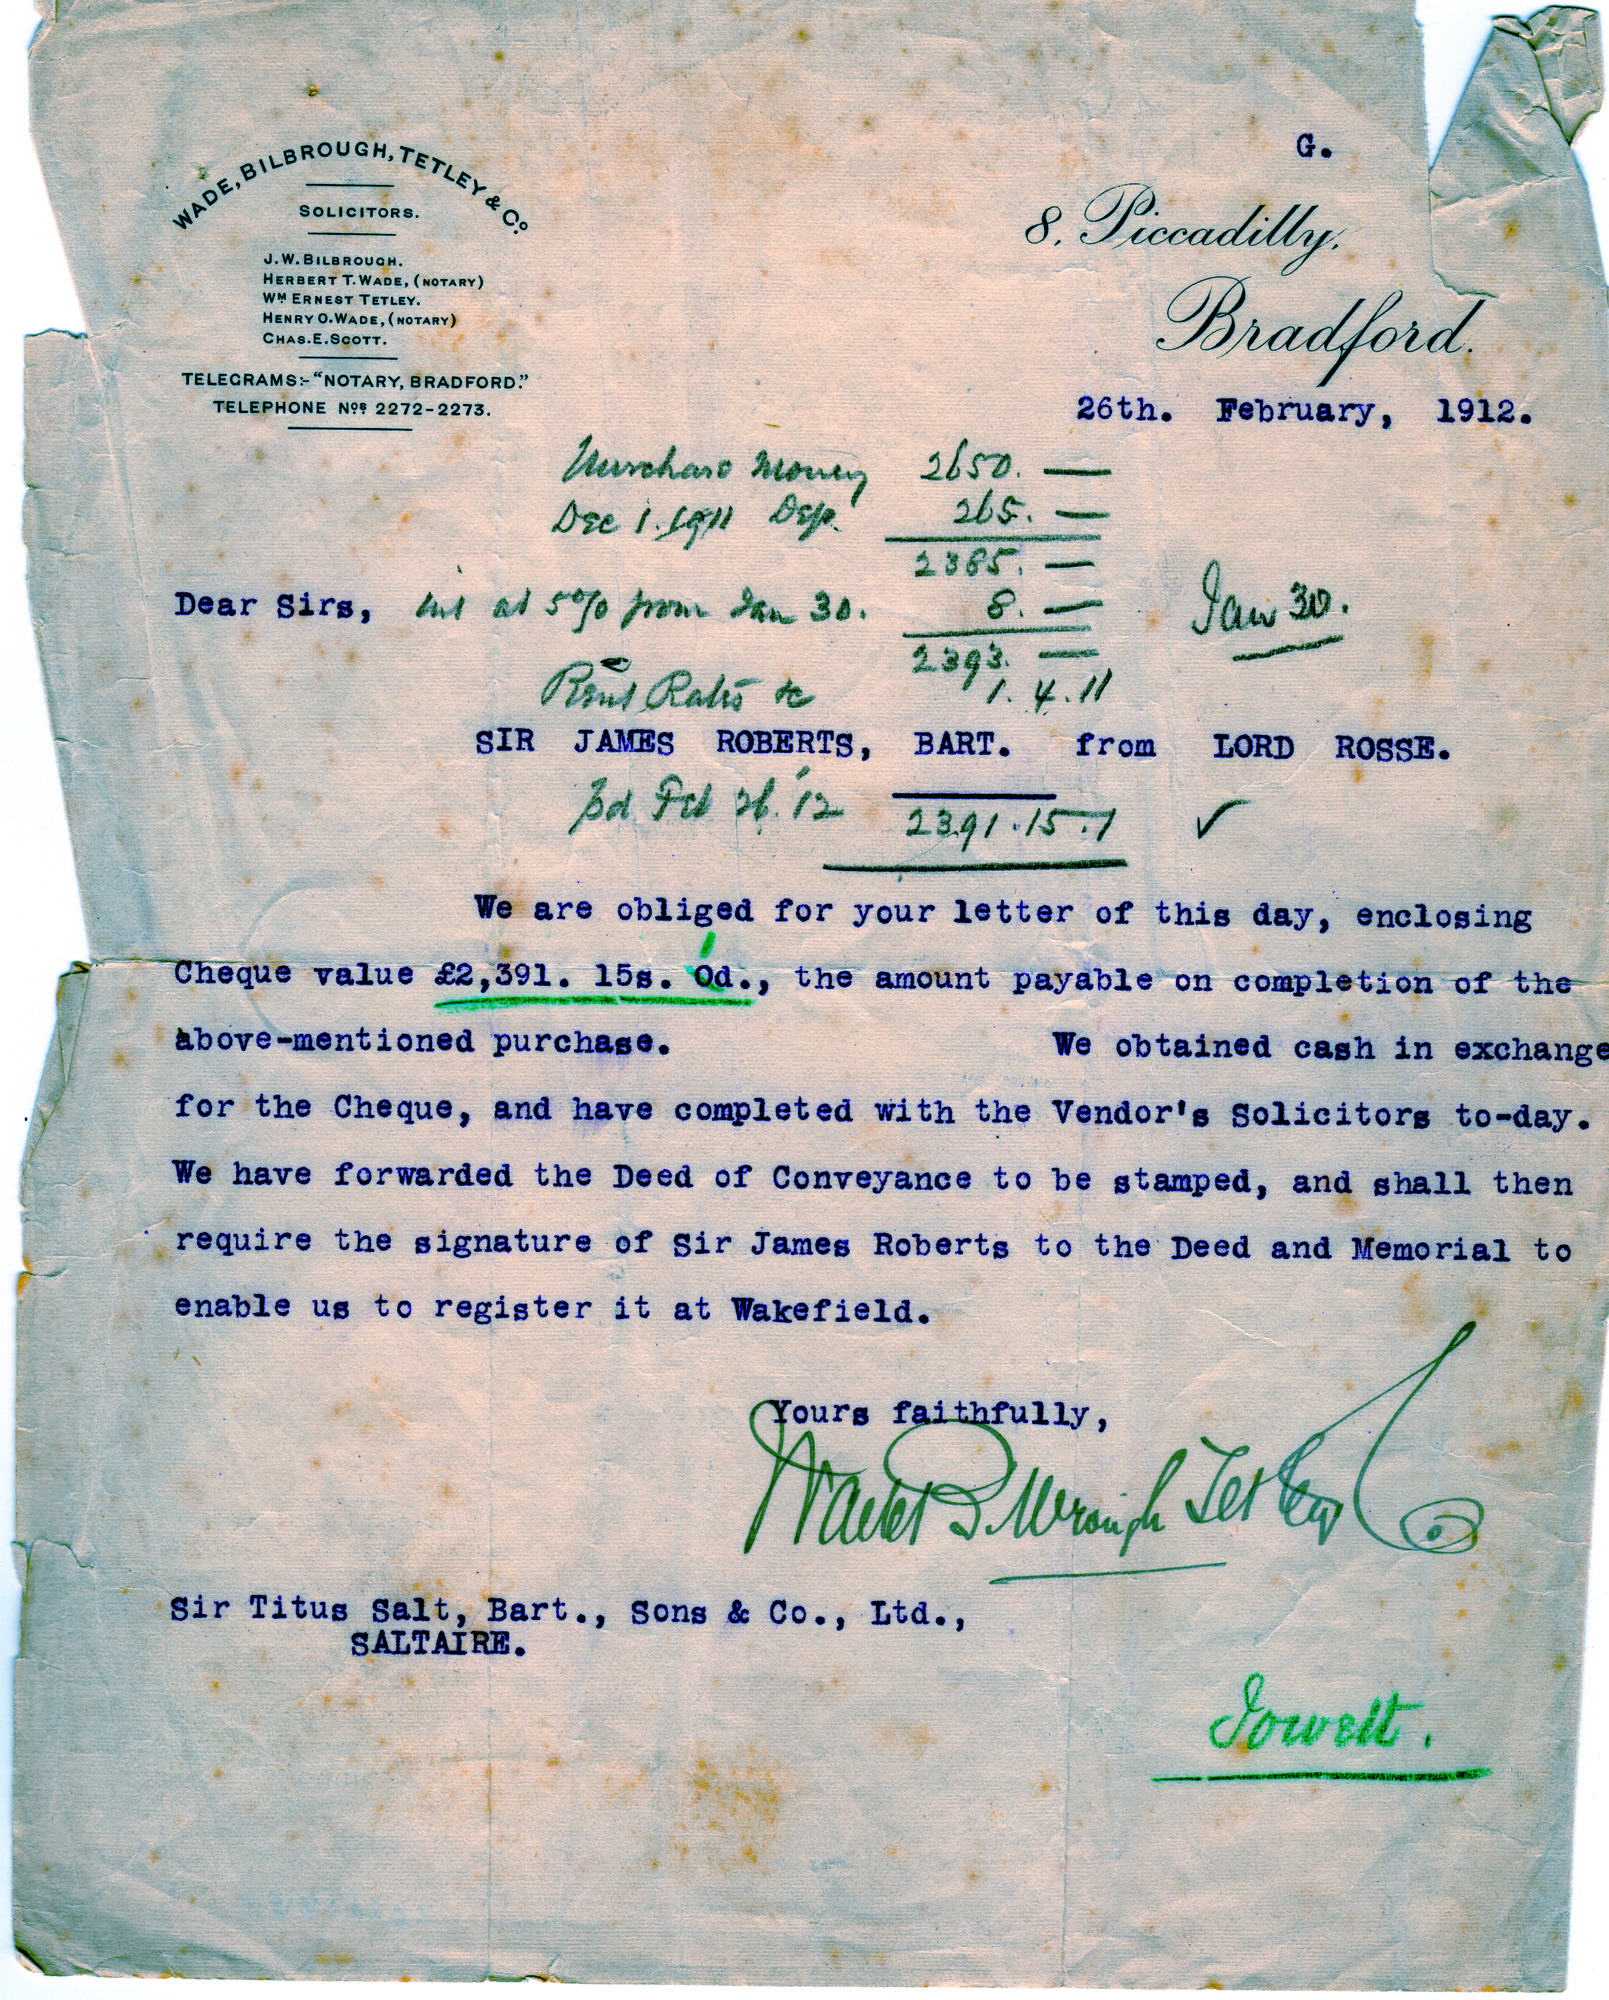 G.
WADE, BILBROUGH, TETLEY & Co.
SOLICITORS.
J. W. BILBROUGH.
HERBERT T. WADE, (NOTARY)
WM ERNEST TETLEY.
HENRY O. WADE, (NOTARY)
CHAS. E. SCOTT.
TELEGRAMS:- "NOTARY, BRADFORD."
TELEPHONE Nos 2272-2273.
8, Piccadilly,
Bradford.
26th. February, 1912.
Purchase Money 2650. —
Dec 1. 1911 Dep. 265. —
2385. —
Dear Sirs,
Int at 5% from Jan 30. 8. —
Jan 30.
2393. —
Rent Rates &c 1. 4. 11
SIR JAMES ROBERTS, BART. from LORD ROSSE.
Pd Feb 26. '12 2391. 15. 1 ✓
We are obliged for your letter of this day, enclosing
Cheque value £2,391. 15s. 0d., the amount payable on completion of the
above-mentioned purchase. We obtained cash in exchange
for the Cheque, and have completed with the Vendor's Solicitors to-day.
We have forwarded the Deed of Conveyance to be stamped, and shall then
require the signature of Sir James Roberts to the Deed and Memorial to
enable us to register it at Wakefield.
Yours faithfully,
Wade Bilbrough Tetley & Co
Sir Titus Salt, Bart., Sons & Co., Ltd.,
SALTAIRE.
Jowett.